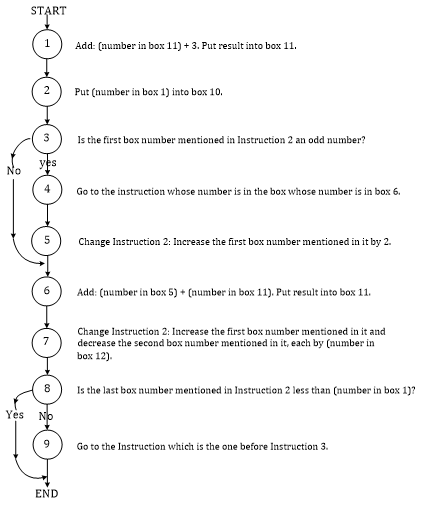 START
1 Add: (number in box 11) + 3. Put result into box 11.
2 Put (number in box 1) into box 10.
3 Is the first box number mentioned in Instruction 2 an odd number?
No yes
4 Go to the instruction whose number is in the box whose number is in box 6.
5 Change Instruction 2: Increase the first box number mentioned in it by 2.
6 Add: (number in box 5) + (number in box 11). Put result into box 11.
7 Change Instruction 2: Increase the first box number mentioned in it and
decrease the second box number mentioned in it, each by (number in
box 12).
8 Is the last box number mentioned in Instruction 2 less than (number in box 1)?
Yes No
9 Go to the Instruction which is the one before Instruction 3.
END